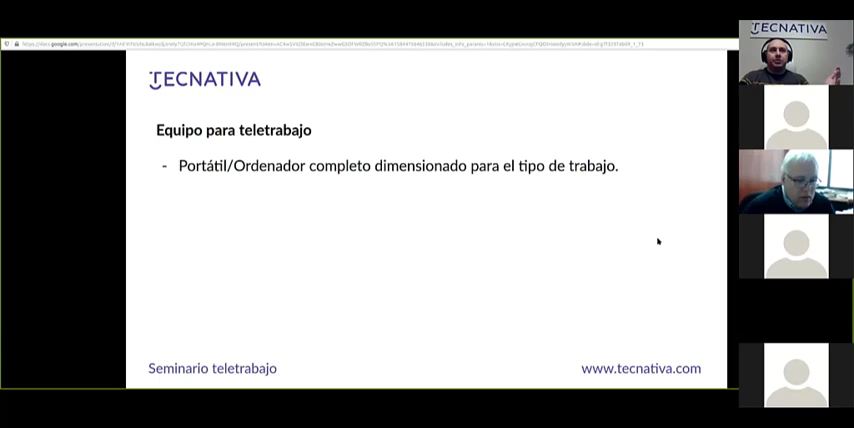 TECNATIVA
TECNATIVA
Equipo para teletrabajo
- Portátil/Ordenador completo dimensionado para el tipo de trabajo.
Seminario teletrabajo
www.tecnativa.com